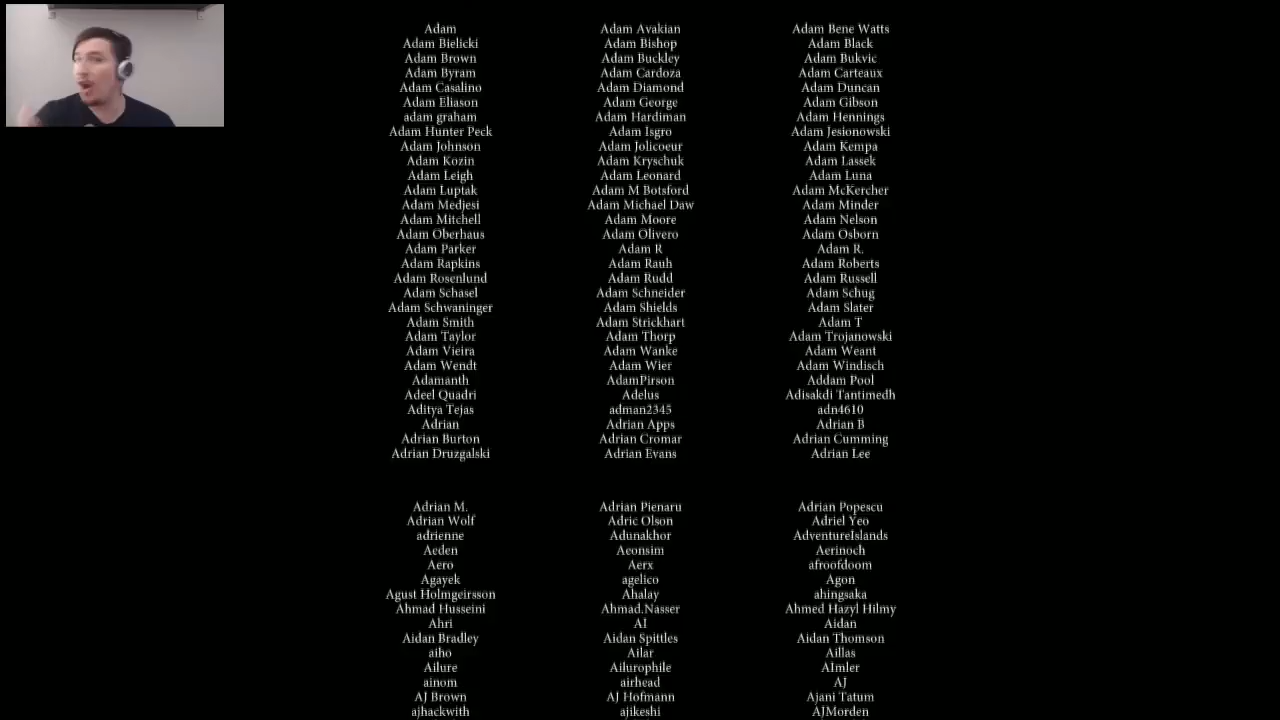 Adam Adam Avakian Adam Bene Watts
Adam Bielicki Adam Bishop Adam Black
Adam Brown Adam Buckley Adam Bukvic
Adam Byram Adam Cardoza Adam Carteaux
Adam Casalino Adam Diamond Adam Duncan
Adam Eliason Adam George Adam Gibson
adam graham Adam Hardiman Adam Hennings
Adam Hunter Peck Adam Isgro Adam Jesionowski
Adam Johnson Adam Jolicoeur Adam Kempa
Adam Kozin Adam Kryschuk Adam Lassek
Adam Leigh Adam Leonard Adam Luna
Adam Luptak Adam M Botsford Adam McKercher
Adam Medjesi Adam Michael Daw Adam Minder
Adam Mitchell Adam Moore Adam Nelson
Adam Oberhaus Adam Olivero Adam Osborn
Adam Parker Adam R Adam R.
Adam Rapkins Adam Rauh Adam Roberts
Adam Rosenlund Adam Rudd Adam Russell
Adam Schasel Adam Schneider Adam Schug
Adam Schwaninger Adam Shields Adam Slater
Adam Smith Adam Strickhart Adam T
Adam Taylor Adam Thorp Adam Trojanowski
Adam Vieira Adam Wanke Adam Weant
Adam Wendt Adam Wier Adam Windisch
Adamanth AdamPirson Addam Pool
Adeel Quadri Adelus Adisakdi Tantimedh
Aditya Tejas adman2345 adn4610
Adrian Adrian Apps Adrian B
Adrian Burton Adrian Cromar Adrian Cumming
Adrian Druzgalski Adrian Evans Adrian Lee
Adrian M. Adrian Pienaru Adrian Popescu
Adrian Wolf Adric Olson Adriel Yeo
adrienne Adunakhor AdventureIslands
Aeden Aeonsim Aerinoch
Aero Aerx afroofdoom
Agayek agelico Agon
Agust Holmgeirsson Ahalay ahingsaka
Ahmad Husseini Ahmad.Nasser Ahmed Hazyl Hilmy
Ahri AI Aidan
Aidan Bradley Aidan Spittles Aidan Thomson
aiho Ailar Aillas
Ailure Ailurophile AImler
ainom airhead AJ
AJ Brown AJ Hofmann Ajani Tatum
ajhackwith ajikeshi AJMorden